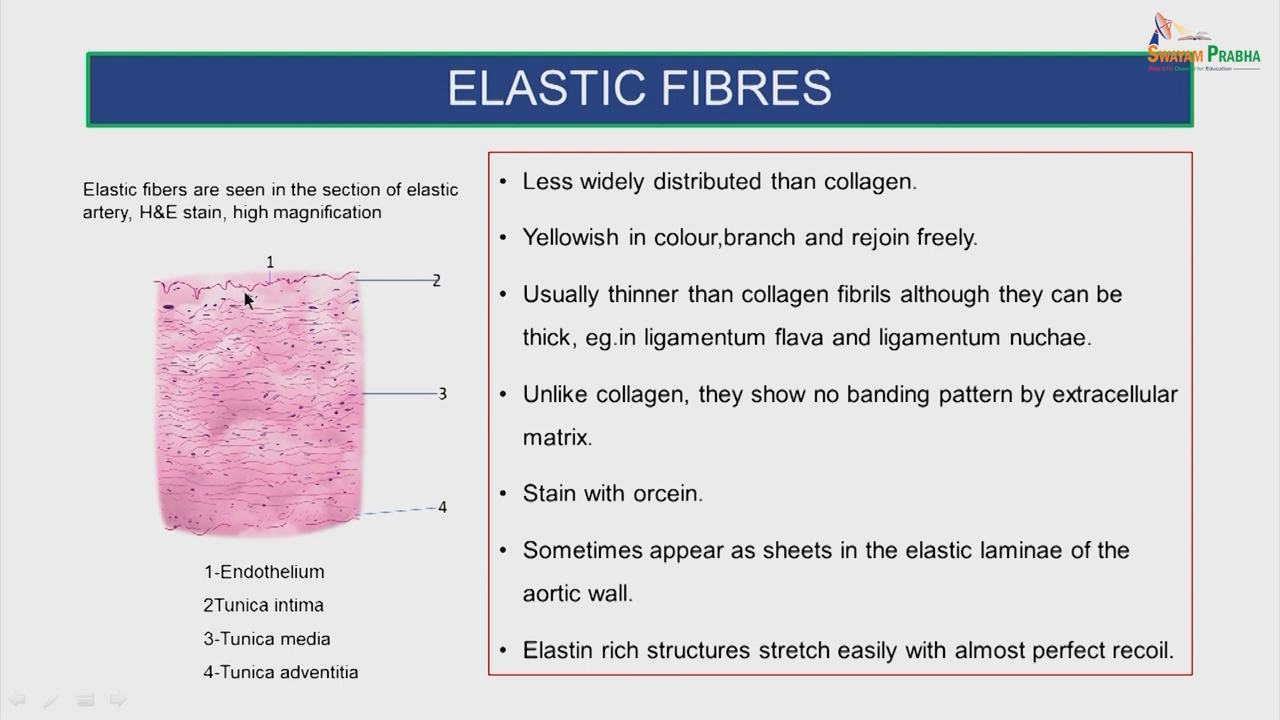 SWAYAM PRABHA
ELASTIC FIBRES
Elastic fibers are seen in the section of elastic
artery, H&E stain, high magnification
1
2
3
4
1-Endothelium
2Tunica intima
3-Tunica media
4-Tunica adventitia
• Less widely distributed than collagen.
• Yellowish in colour,branch and rejoin freely.
• Usually thinner than collagen fibrils although they can be
thick, eg.in ligamentum flava and ligamentum nuchae.
• Unlike collagen, they show no banding pattern by extracellular
matrix.
• Stain with orcein.
• Sometimes appear as sheets in the elastic laminae of the
aortic wall.
• Elastin rich structures stretch easily with almost perfect recoil.